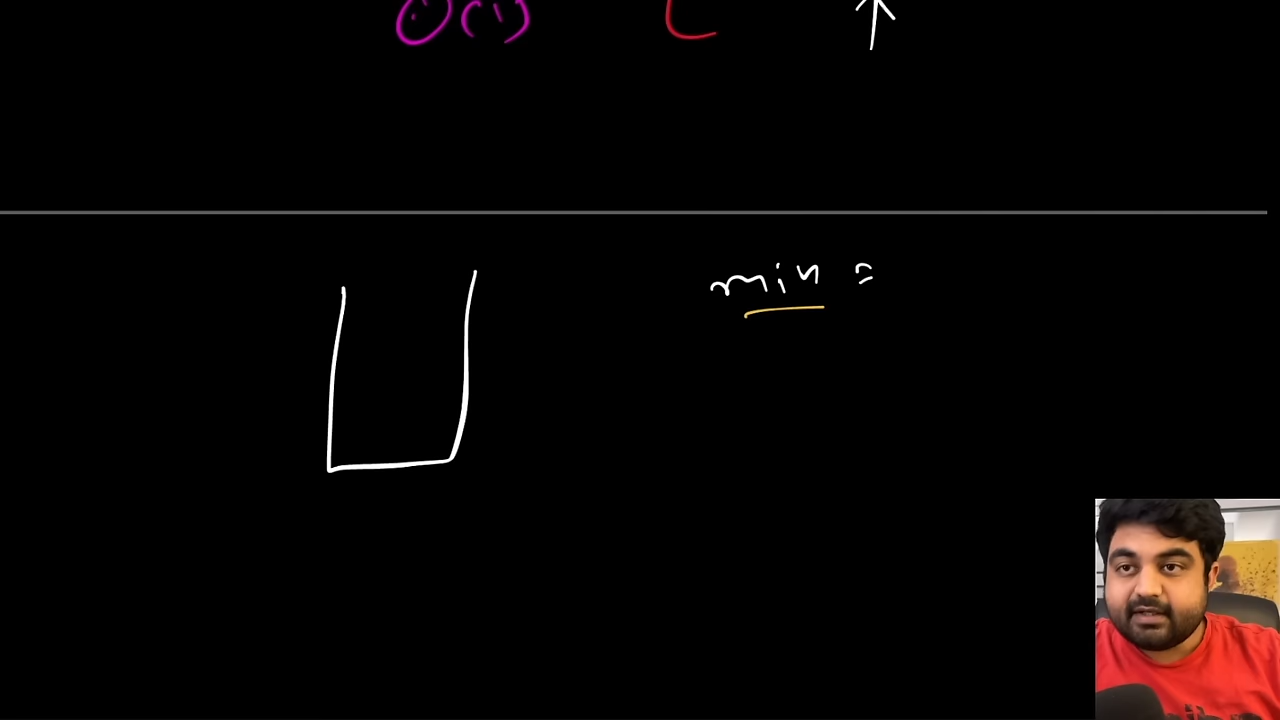 O(1)
min =